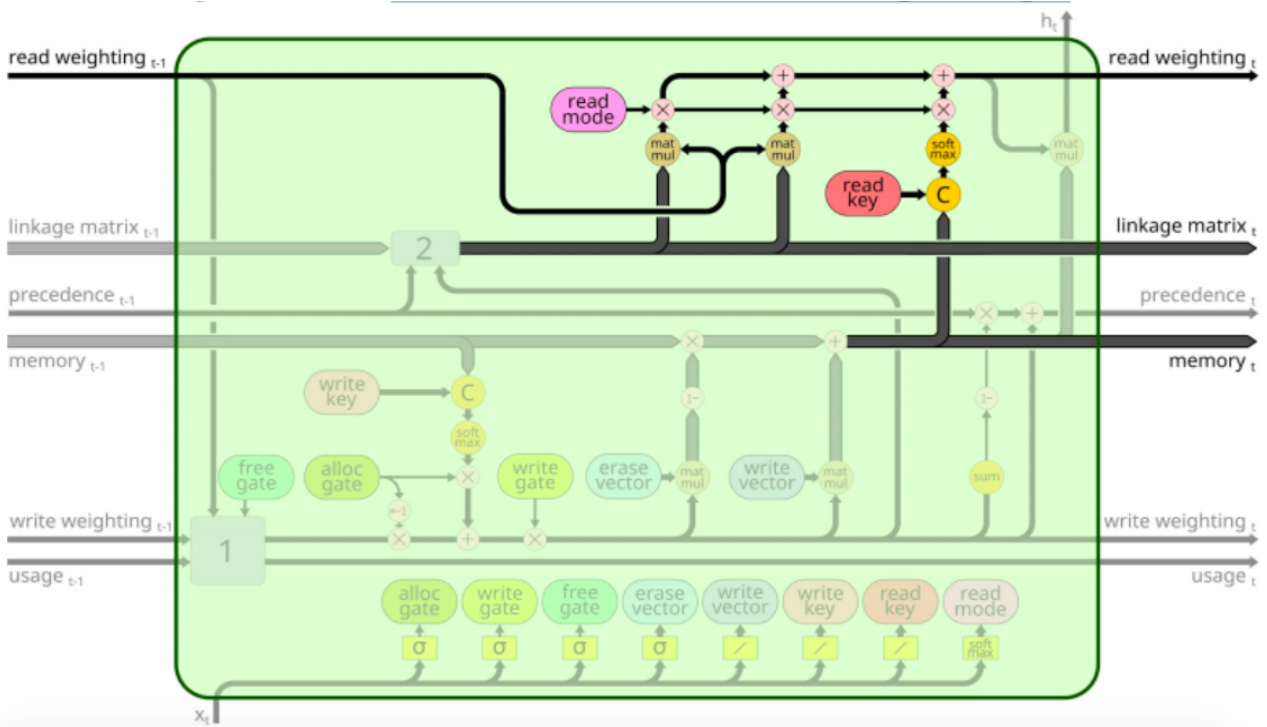 h t
read weighting t-1
read weighting t
+
+
read
mode
×
×
×
mat
mul
mat
mul
soft
max
mat
mul
read
key
C
linkage matrix t-1
linkage matrix t
2
precedence t-1
precedence t
×
+
memory t-1
memory t
×
+
write
key
C
1-
1-
soft
max
free
gate
alloc
gate
×
write
gate
erase
vector
mat
mul
write
vector
mat
mul
sum
write weighting t-1
write weighting t
1
×
+
×
usage t-1
usage t
alloc
gate
write
gate
free
gate
erase
vector
write
vector
write
key
read
key
read
mode
σ
σ
σ
σ
/
/
/
soft
max
x t